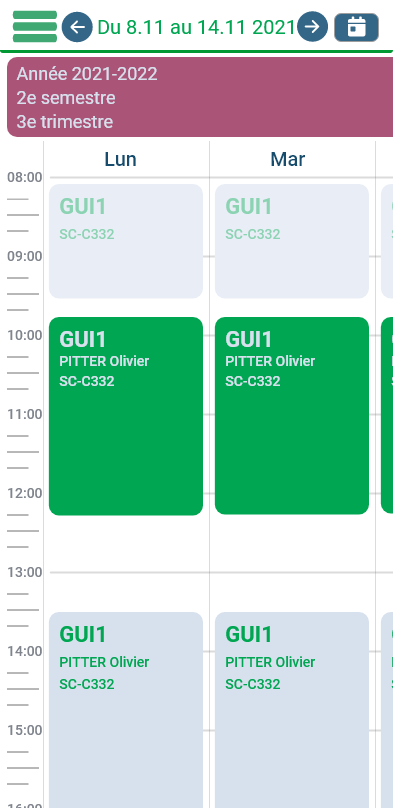 Du 8.11 au 14.11 2021
Année 2021-2022
2e semestre
3e trimestre
Lun Mar
08:00
GUI1 GUI1
SC-C332 SC-C332
09:00
10:00
GUI1 GUI1
PITTER Olivier PITTER Olivier
SC-C332 SC-C332
11:00
12:00
13:00
GUI1 GUI1
14:00
PITTER Olivier PITTER Olivier
SC-C332 SC-C332
15:00
16:00